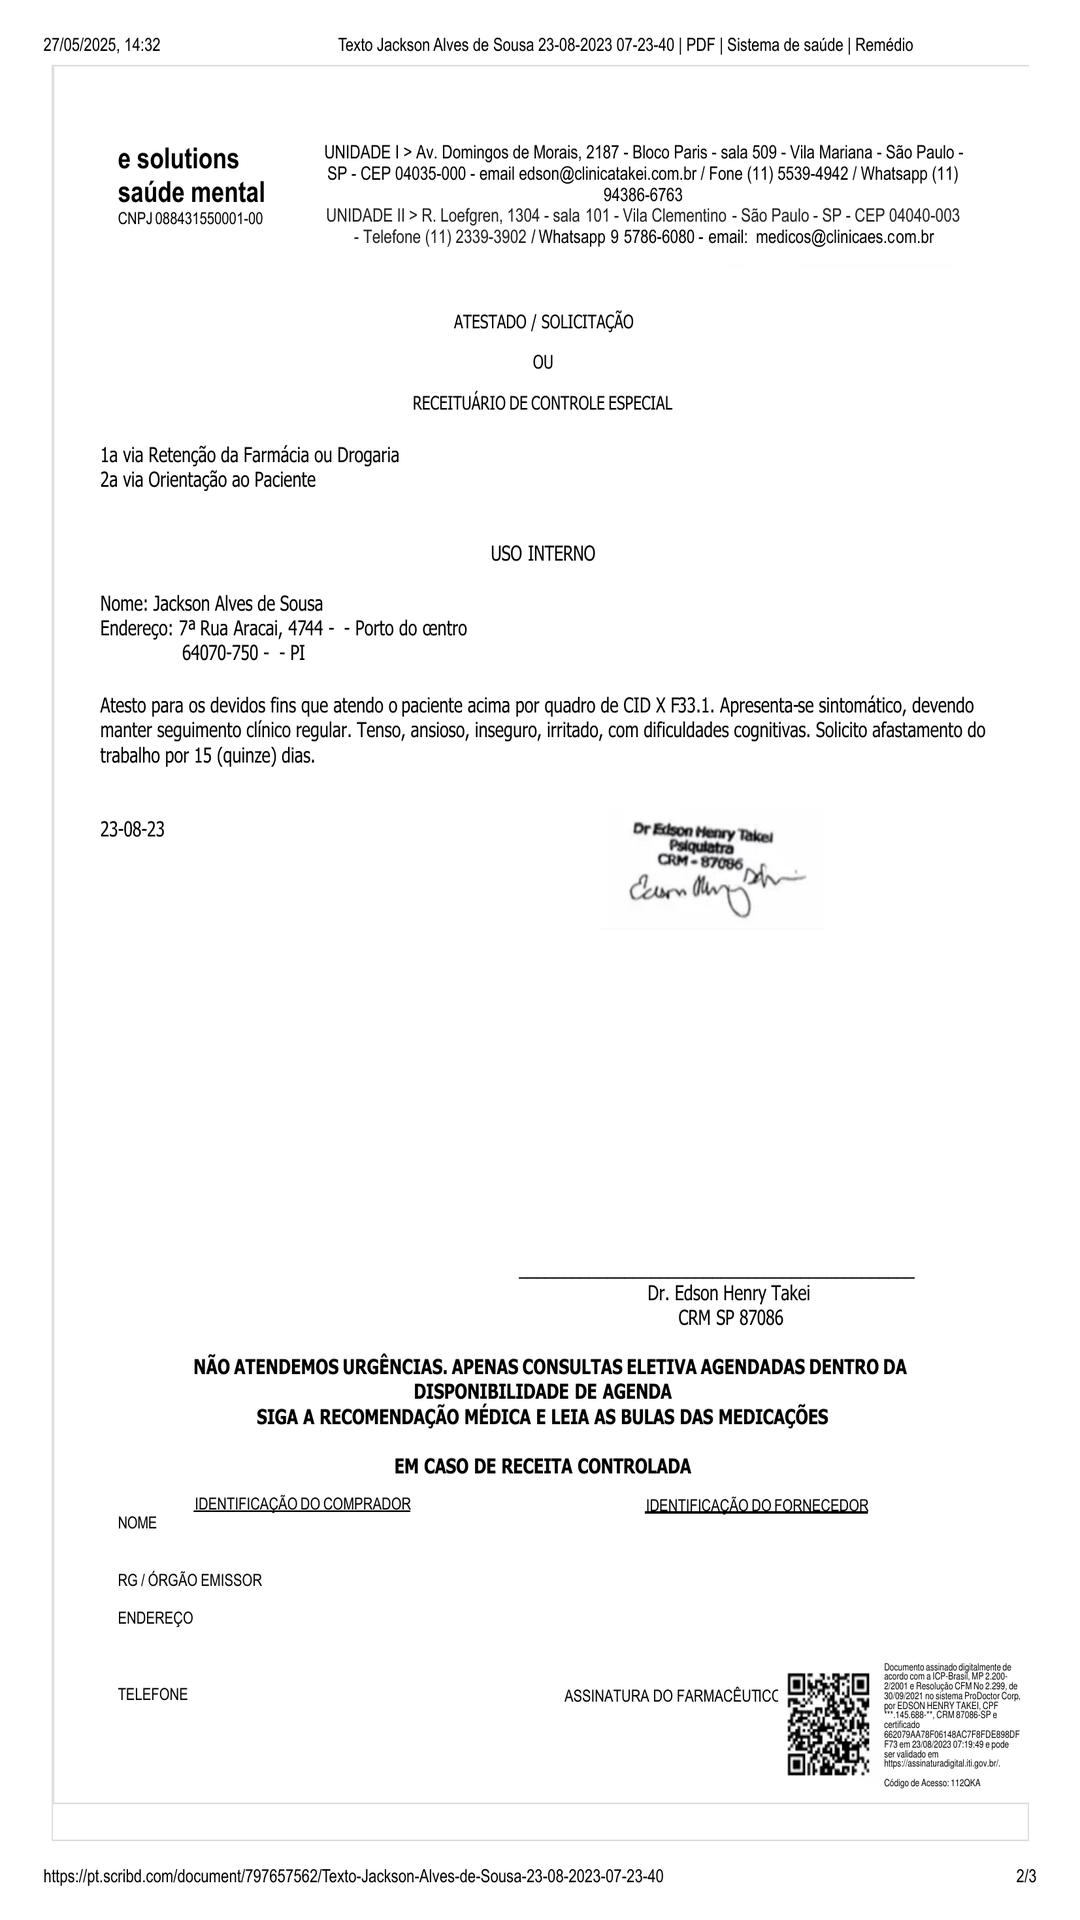 27/05/2025, 14:32 Texto Jackson Alves de Sousa 23-08-2023 07-23-40 | PDF | Sistema de saúde | Remédio
e solutions
saúde mental
CNPJ 088431550001-00
UNIDADE I > Av. Domingos de Morais, 2187 - Bloco Paris - sala 509 - Vila Mariana - São Paulo -
SP - CEP 04035-000 - email edson@clinicatakei.com.br / Fone (11) 5539-4942 / Whatsapp (11)
94386-6763
UNIDADE II > R. Loefgren, 1304 - sala 101 - Vila Clementino - São Paulo - SP - CEP 04040-003
- Telefone (11) 2339-3902 / Whatsapp 9 5786-6080 - email: medicos@clinicaes.com.br
ATESTADO / SOLICITAÇÃO
OU
RECEITUÁRIO DE CONTROLE ESPECIAL
1a via Retenção da Farmácia ou Drogaria
2a via Orientação ao Paciente
USO INTERNO
Nome: Jackson Alves de Sousa
Endereço: 7ª Rua Aracai, 4744 - - Porto do centro
64070-750 - - PI
Atesto para os devidos fins que atendo o paciente acima por quadro de CID X F33.1. Apresenta-se sintomático, devendo
manter seguimento clínico regular. Tenso, ansioso, inseguro, irritado, com dificuldades cognitivas. Solicito afastamento do
trabalho por 15 (quinze) dias.
23-08-23
Dr Edson Henry Takei
Psiquiatra
CRM - 87086
Dr. Edson Henry Takei
CRM SP 87086
NÃO ATENDEMOS URGÊNCIAS. APENAS CONSULTAS ELETIVA AGENDADAS DENTRO DA
DISPONIBILIDADE DE AGENDA
SIGA A RECOMENDAÇÃO MÉDICA E LEIA AS BULAS DAS MEDICAÇÕES
EM CASO DE RECEITA CONTROLADA
IDENTIFICAÇÃO DO COMPRADOR IDENTIFICAÇÃO DO FORNECEDOR
NOME
RG / ÓRGÃO EMISSOR
ENDEREÇO
TELEFONE ASSINATURA DO FARMACÊUTICO
Documento assinado digitalmente de
acordo com a ICP-Brasil, MP 2.200-
2/2001 e Resolução CFM No 2.299, de
30/09/2021 no sistema ProDoctor Corp,
por EDSON HENRY TAKEI, CPF
***.145.688-**, CRM 87086-SP e
certificado
662079AA78F06148AC7F8FDE898DF
F73 em 23/08/2023 07:19:49 e pode
ser validado em
https://assinaturadigital.iti.gov.br/.
Código de Acesso: 112QKA
https://pt.scribd.com/document/797657562/Texto-Jackson-Alves-de-Sousa-23-08-2023-07-23-40 2/3